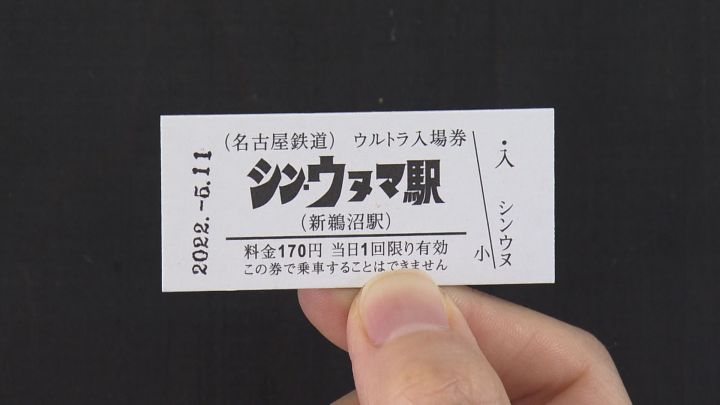 2022.-5.11
(名古屋鉄道) ウルトラ入場券
シン・ウヌマ駅
(新鵜沼駅)
料金170円 当日1回限り有効
この券で乗車することはできません
・入 シンウヌ
小